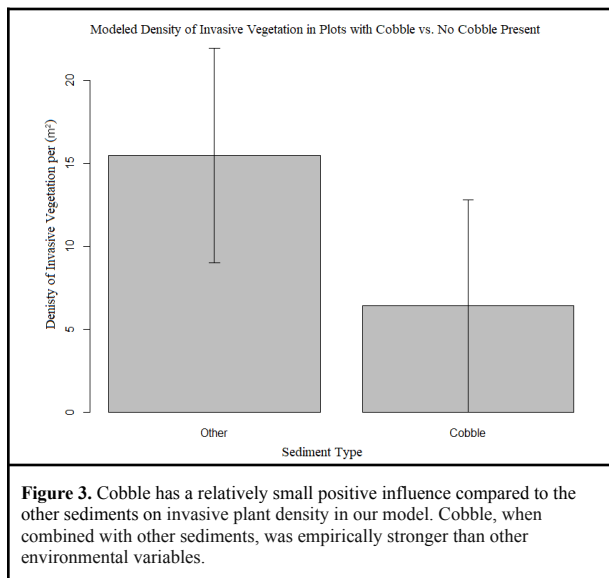 Modeled Density of Invasive Vegetation in Plots with Cobble vs. No Cobble Present
Denisty of Invasive Vegetation per (m²)
20
15
10
5
0
Other
Cobble
Sediment Type
Figure 3. Cobble has a relatively small positive influence compared to the
other sediments on invasive plant density in our model. Cobble, when
combined with other sediments, was empirically stronger than other
environmental variables.